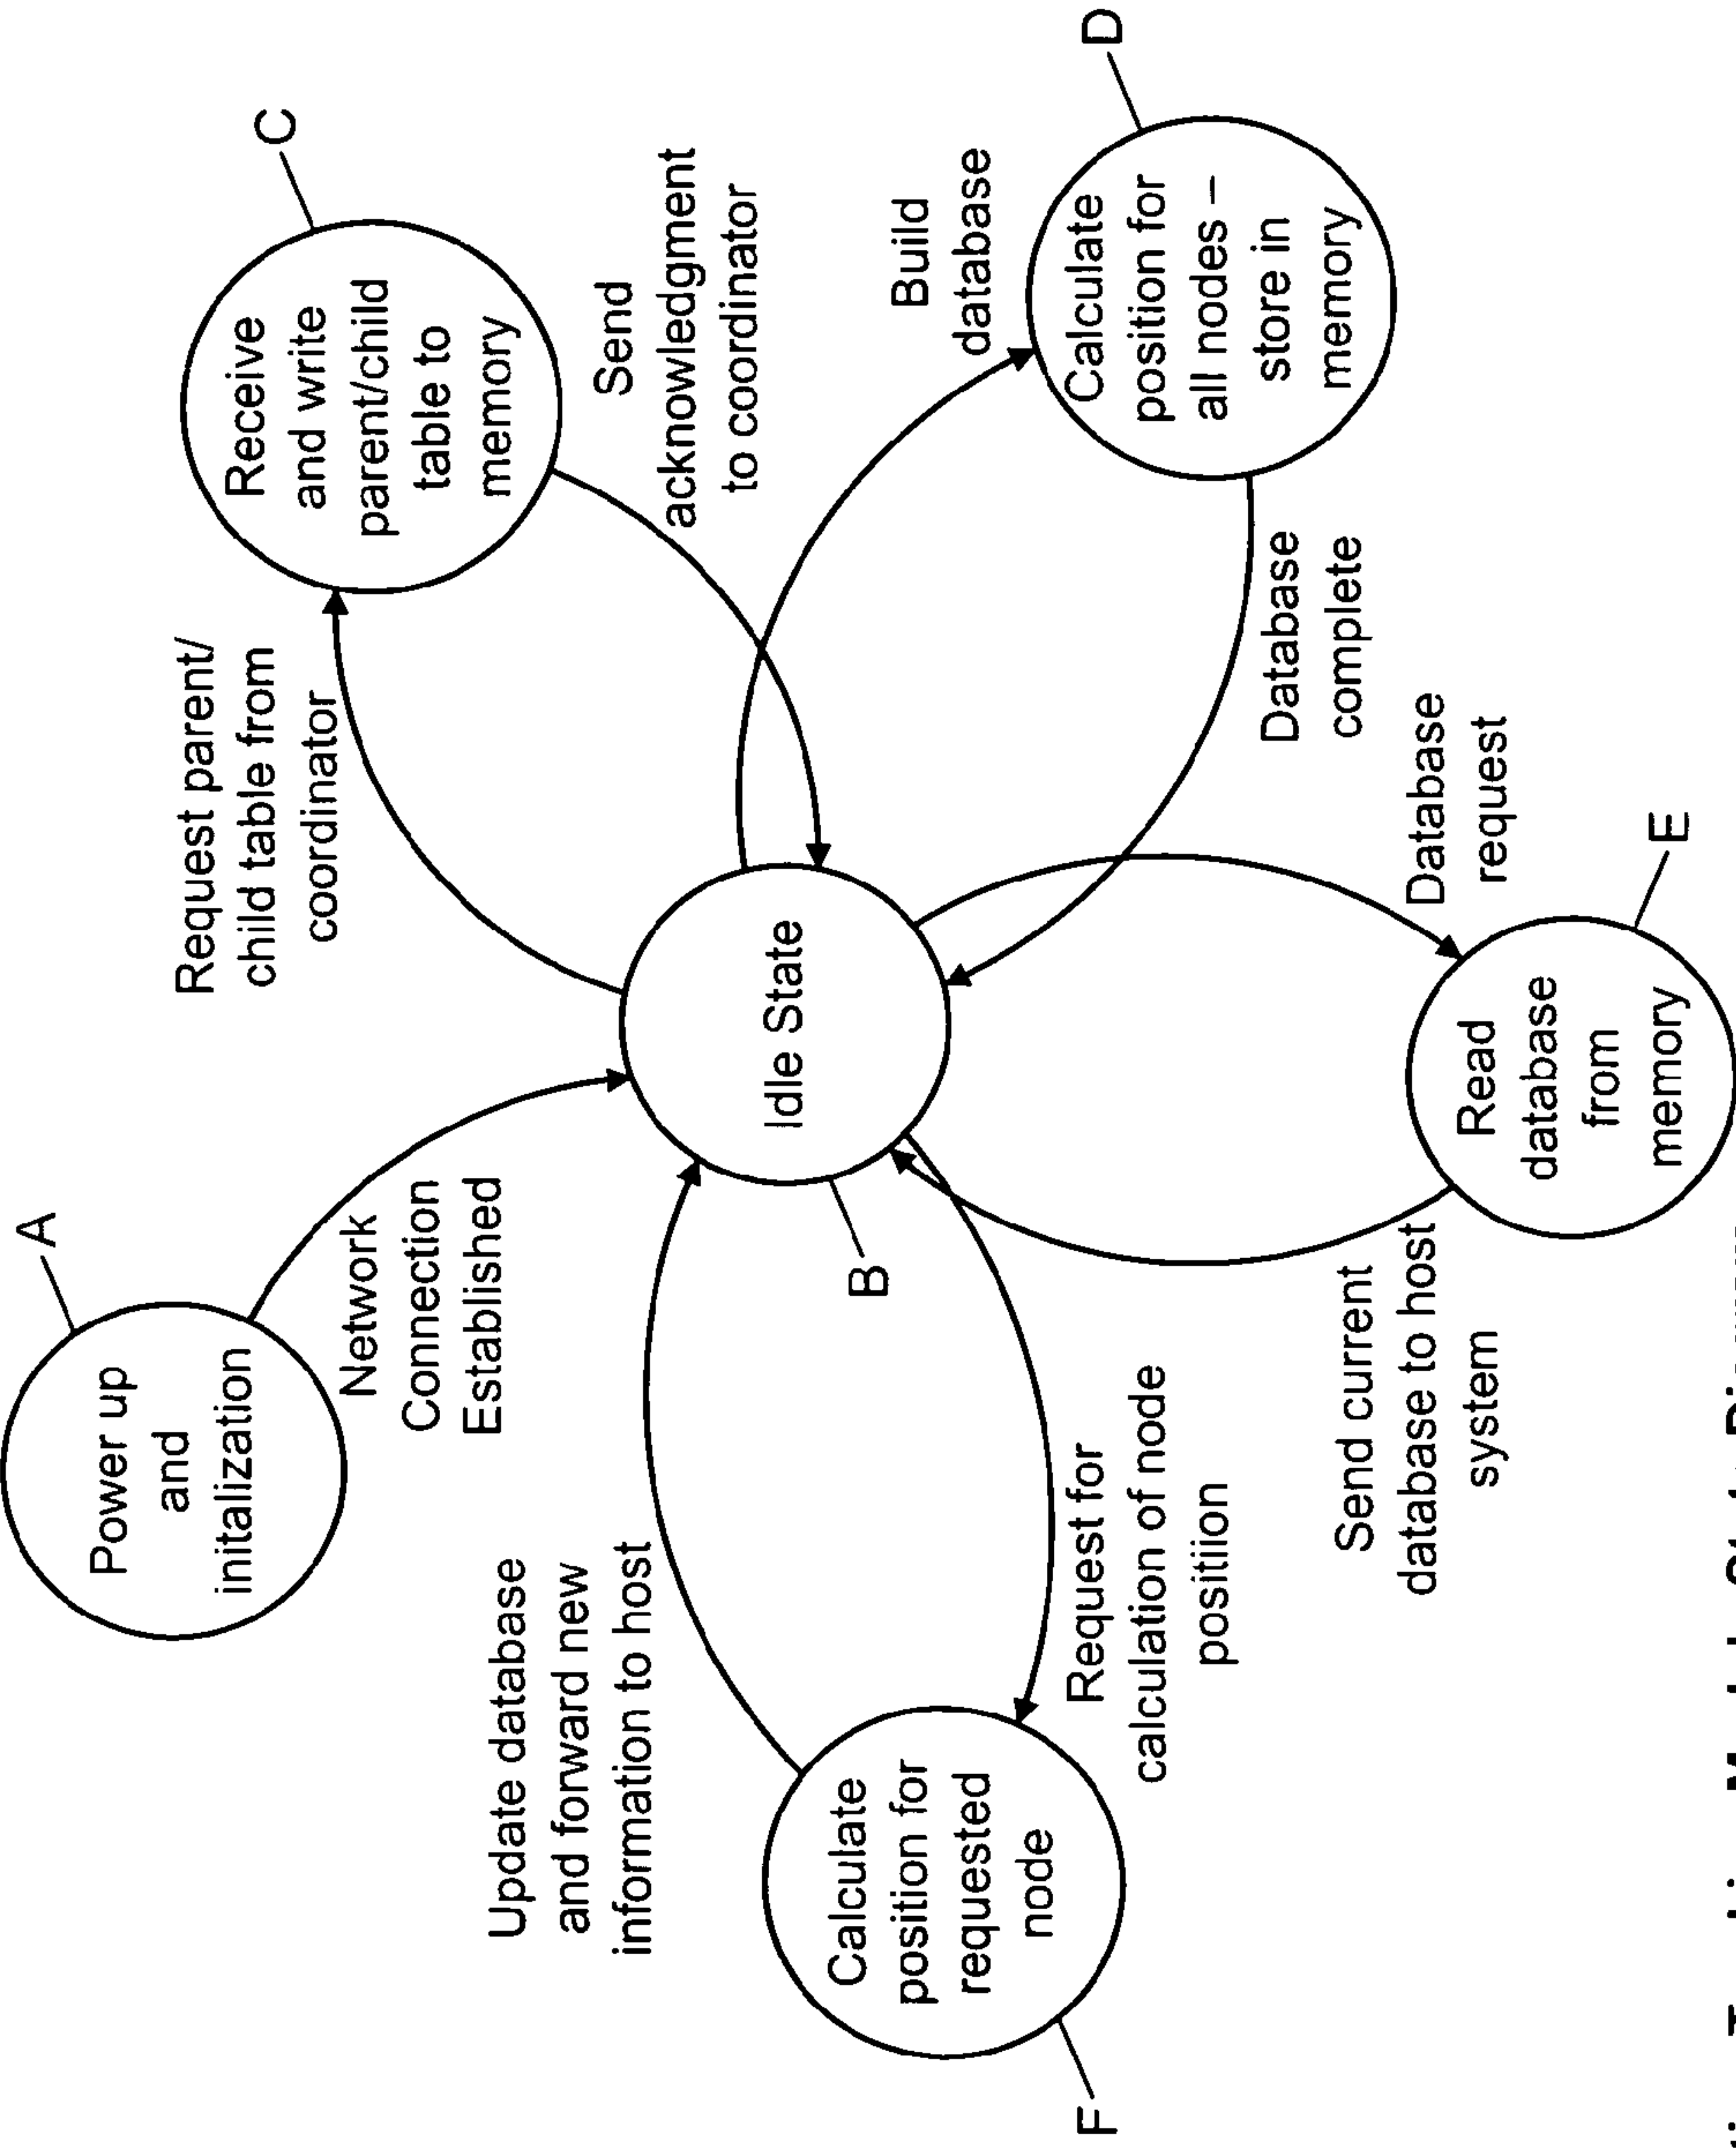 A
Power up
and
initalization
Network
Connection
Established
Request parent/
child table from
coordinator
C
Receive
and write
parent/child
table to
memory
Send
acknowledgment
to coordinator
Update database
and forward new
information to host
Idle State
B
Build
database
D
Calculate
position for
all nodes –
store in
memory
Database
complete
F
Calculate
position for
requested
node
Request for
calculation of node
positiion
Send current
database to host
system
Database
request
E
Read
database
from
memory